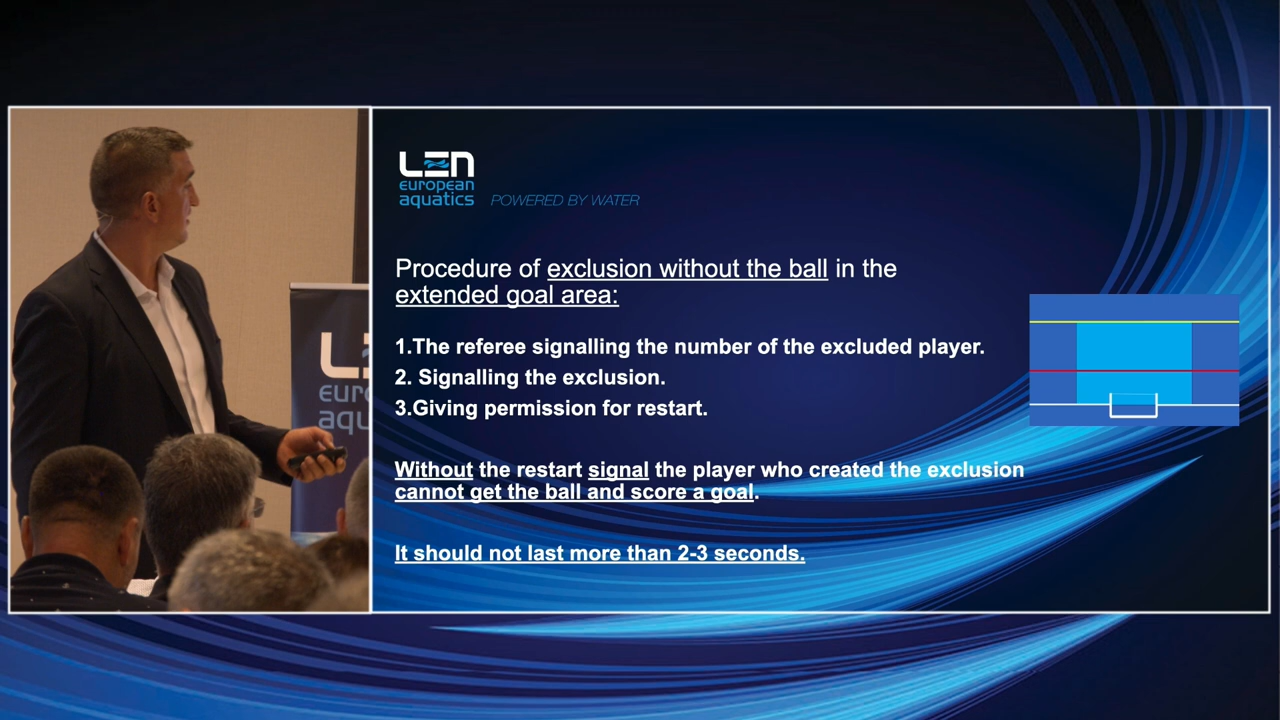 LEN
european
aquatics POWERED BY WATER
Procedure of exclusion without the ball in the
extended goal area:
1.The referee signalling the number of the excluded player.
2. Signalling the exclusion.
3.Giving permission for restart.
Without the restart signal the player who created the exclusion
cannot get the ball and score a goal.
It should not last more than 2-3 seconds.